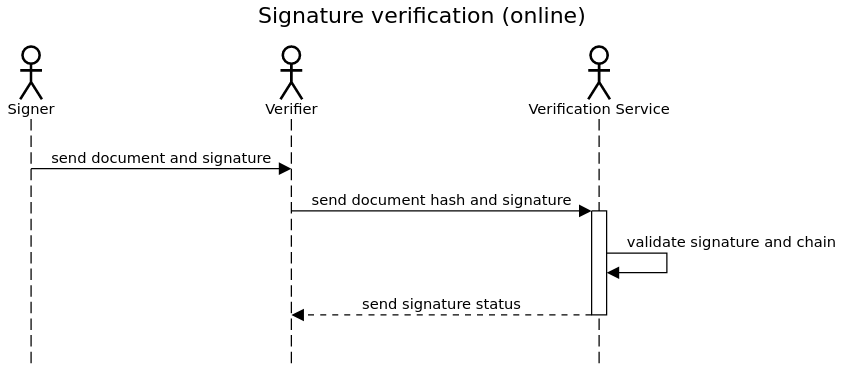 Signature verification (online)
Signer
Verifier
Verification Service
send document and signature
send document hash and signature
validate signature and chain
send signature status